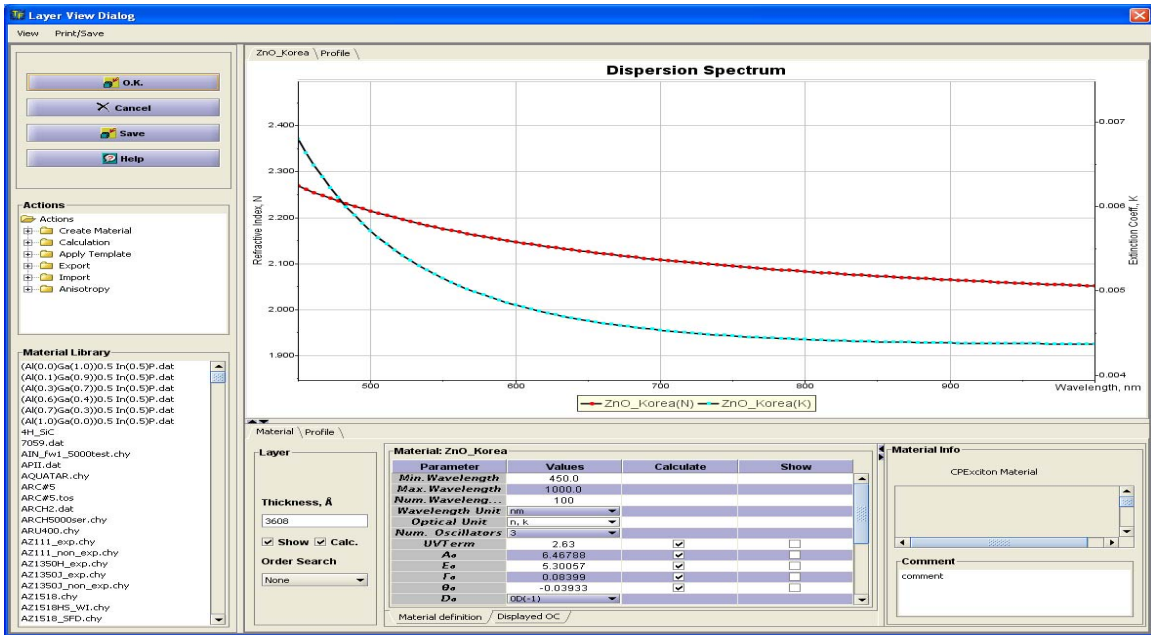 TF Layer View Dialog
View Print/Save
O.K.
Cancel
Save
Help
Actions
Actions
Create Material
Calculation
Apply Template
Export
Import
Anisotropy
Material Library
(Al(0.0)Ga(1.0))0.5 In(0.5)P.dat
(Al(0.1)Ga(0.9))0.5 In(0.5)P.dat
(Al(0.3)Ga(0.7))0.5 In(0.5)P.dat
(Al(0.6)Ga(0.4))0.5 In(0.5)P.dat
(Al(0.7)Ga(0.3))0.5 In(0.5)P.dat
(Al(1.0)Ga(0.0))0.5 In(0.5)P.dat
4H_SiC
7059.dat
AlN_fw1_5000test.chy
APII.dat
AQUATAR.chy
ARC#5
ARC#5.tos
ARCH2.dat
ARCH5000ser.chy
ARU400.chy
AZ111_exp.chy
AZ111_non_exp.chy
AZ1350H_exp.chy
AZ1350J_exp.chy
AZ1350J_non_exp.chy
AZ1518.chy
AZ1518HS_WI.chy
AZ1518_SFD.chy
ZnO_Korea Profile
Dispersion Spectrum
Refractive Index, N
2.400
2.300
2.200
2.100
2.000
1.900
0.007
0.006
0.005
0.004
Extinction Coeff., K
500 600 700 800 900 Wavelength, nm
ZnO_Korea(N) ZnO_Korea(K)
Material Profile
Layer
Thickness, Å
3608
Show Calc.
Order Search
None
Material: ZnO_Korea
Parameter Values Calculate Show
Min. Wavelength 450.0
Max. Wavelength 1000.0
Num. Waveleng... 100
Wavelength Unit nm
Optical Unit n, k
Num. Oscillators 3
UVTerm 2.63
A₀ 6.46788
E₀ 5.30057
Γ₀ 0.08399
θ₀ -0.03933
D₀ 0D(-1)
Material definition Displayed OC
Material Info
CPExciton Material
Comment
comment